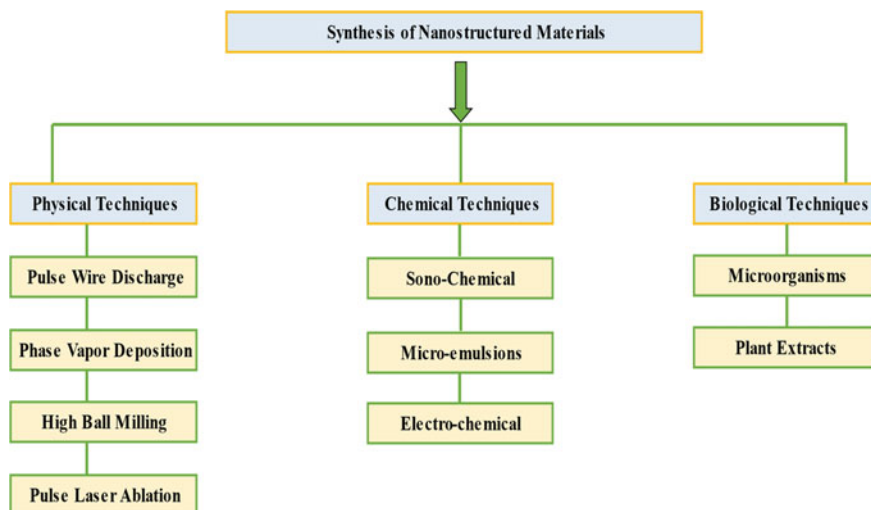 Synthesis of Nanostructured Materials
Physical Techniques
Pulse Wire Discharge
Phase Vapor Deposition
High Ball Milling
Pulse Laser Ablation
Chemical Techniques
Sono-Chemical
Micro-emulsions
Electro-chemical
Biological Techniques
Microorganisms
Plant Extracts